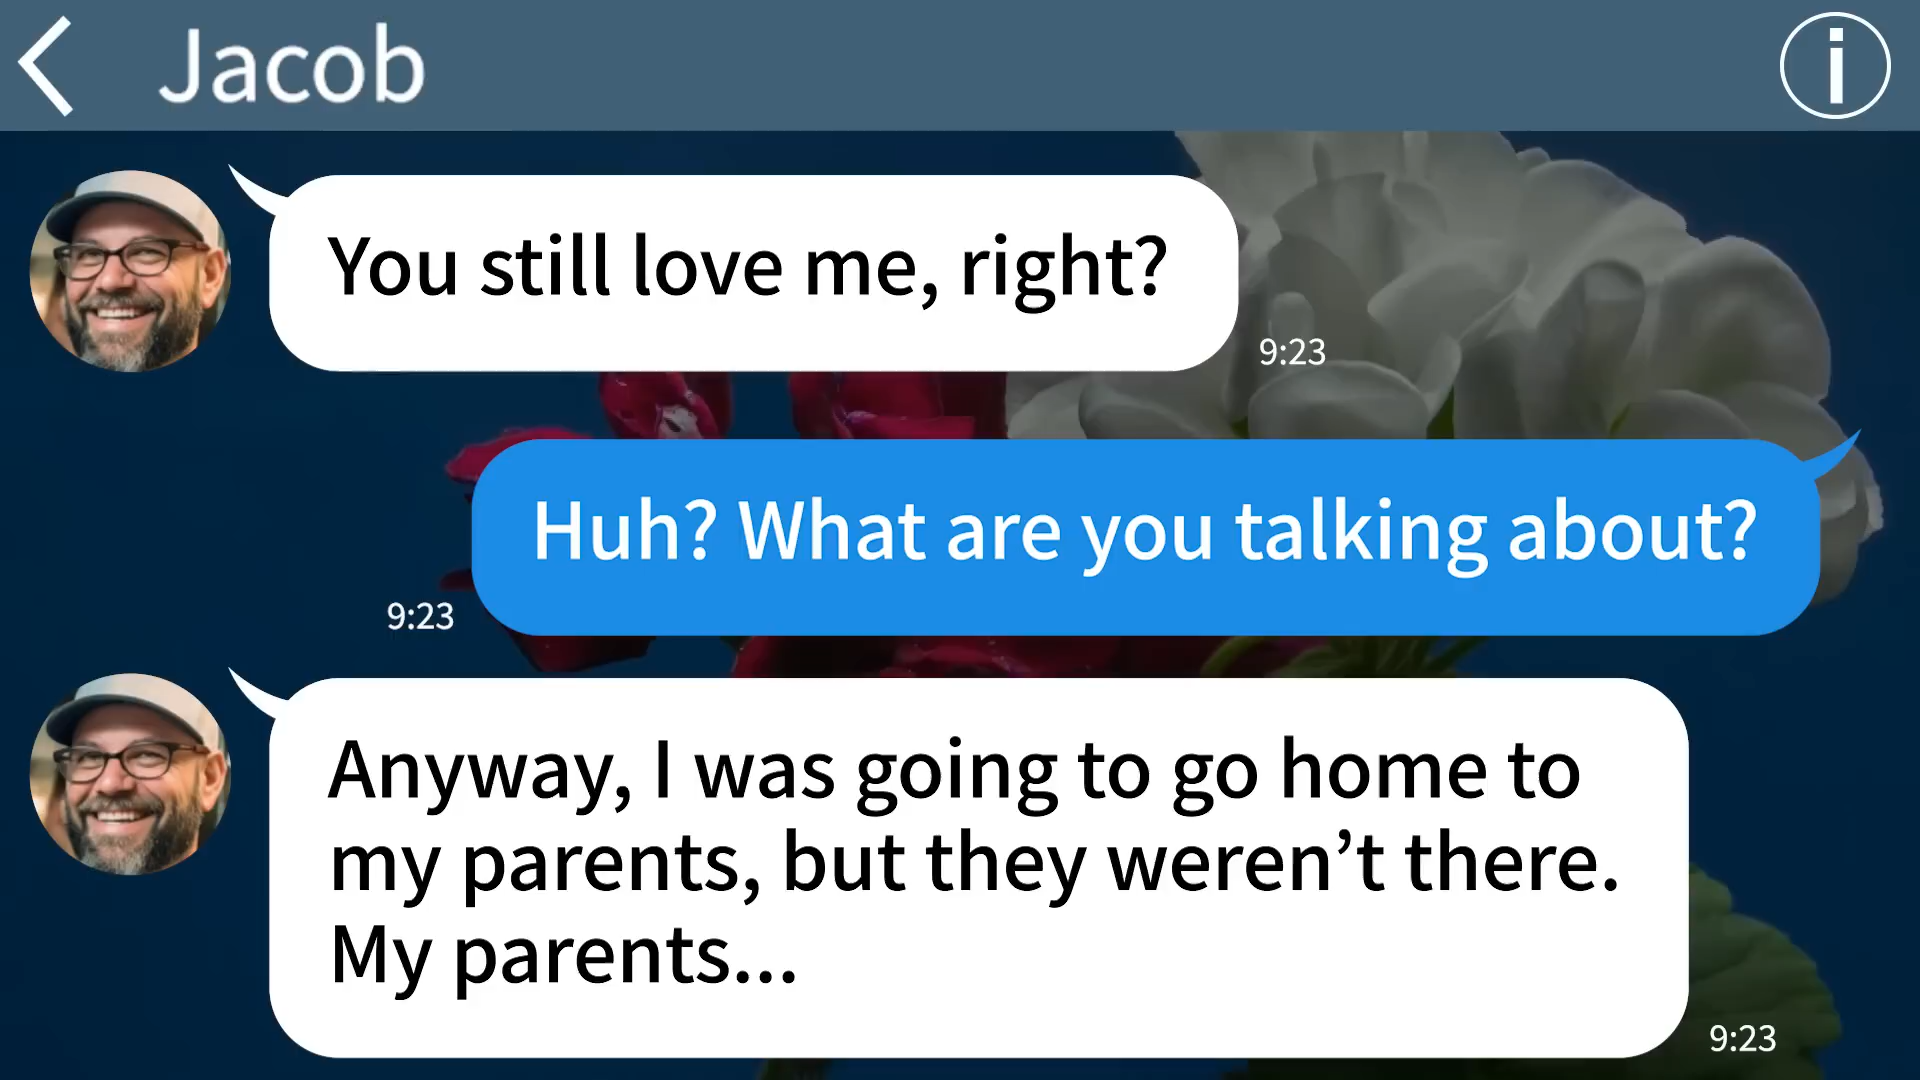 Jacob
You still love me, right?
9:23
Huh? What are you talking about?
9:23
Anyway, I was going to go home to
my parents, but they weren’t there.
My parents...
9:23